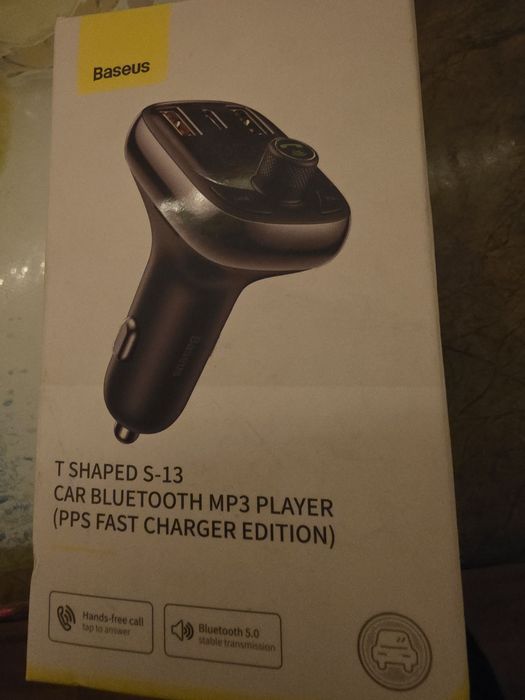 Baseus
Baseus
T SHAPED S-13
CAR BLUETOOTH MP3 PLAYER
(PPS FAST CHARGER EDITION)
Hands-free call
tap to answer
Bluetooth 5.0
stable transmission